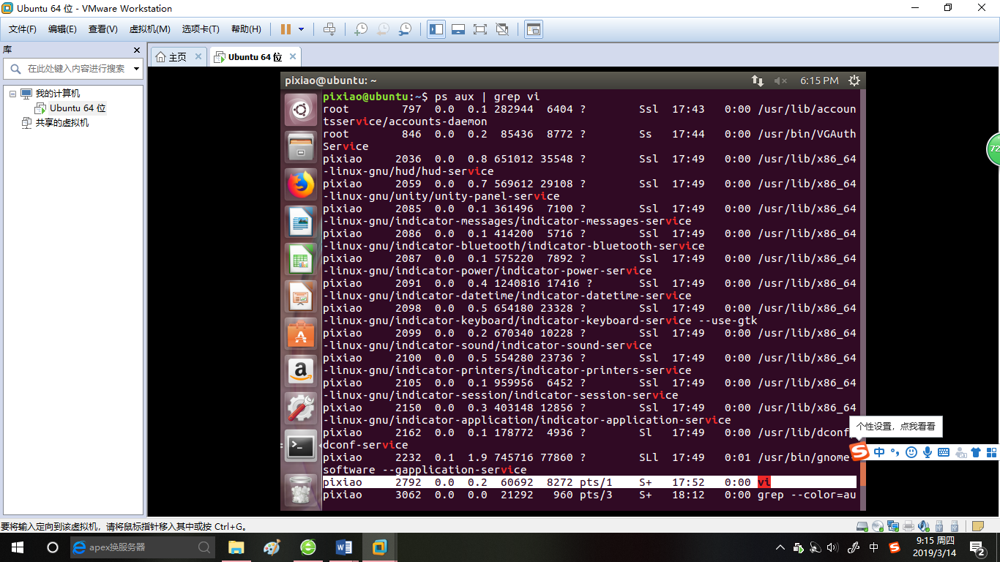 Ubuntu 64 位 - VMware Workstation
文件(F) 编辑(E) 查看(V) 虚拟机(M) 选项卡(T) 帮助(H)
库
主页 Ubuntu 64 位
在此处键入内容进行搜索
我的计算机
Ubuntu 64 位
共享的虚拟机
pixiao@ubuntu: ~ 6:15 PM
pixiao@ubuntu:~$ ps aux | grep vi
root 797 0.0 0.1 282944 6404 ? Ssl 17:43 0:00 /usr/lib/accoun
tsservice/accounts-daemon
root 846 0.0 0.2 85436 8772 ? Ss 17:44 0:00 /usr/bin/VGAuth
Service
pixiao 2036 0.0 0.8 651012 35548 ? Ssl 17:49 0:00 /usr/lib/x86_64
-linux-gnu/hud/hud-service
pixiao 2059 0.0 0.7 569612 29108 ? Ssl 17:49 0:00 /usr/lib/x86_64
-linux-gnu/unity/unity-panel-service
pixiao 2085 0.0 0.1 361496 7100 ? Ssl 17:49 0:00 /usr/lib/x86_64
-linux-gnu/indicator-messages/indicator-messages-service
pixiao 2086 0.0 0.1 414200 5716 ? Ssl 17:49 0:00 /usr/lib/x86_64
-linux-gnu/indicator-bluetooth/indicator-bluetooth-service
pixiao 2087 0.0 0.1 575220 7892 ? Ssl 17:49 0:00 /usr/lib/x86_64
-linux-gnu/indicator-power/indicator-power-service
pixiao 2091 0.0 0.4 1240816 17416 ? Ssl 17:49 0:00 /usr/lib/x86_64
-linux-gnu/indicator-datetime/indicator-datetime-service
pixiao 2098 0.0 0.5 654180 23328 ? Ssl 17:49 0:00 /usr/lib/x86_64
-linux-gnu/indicator-keyboard/indicator-keyboard-service --use-gtk
pixiao 2099 0.0 0.2 670340 10228 ? Ssl 17:49 0:00 /usr/lib/x86_64
-linux-gnu/indicator-sound/indicator-sound-service
pixiao 2100 0.0 0.5 554280 23736 ? Ssl 17:49 0:00 /usr/lib/x86_64
-linux-gnu/indicator-printers/indicator-printers-service
pixiao 2105 0.0 0.1 959956 6452 ? Ssl 17:49 0:00 /usr/lib/x86_64
-linux-gnu/indicator-session/indicator-session-service
pixiao 2150 0.0 0.3 403148 12856 ? Ssl 17:49 0:00 /usr/lib/x86_64
-linux-gnu/indicator-application/indicator-application-service
pixiao 2162 0.0 0.1 178772 4936 ? Sl 17:49 0:00 /usr/lib/dconf/
dconf-service
pixiao 2232 0.1 1.9 745716 77860 ? SLl 17:49 0:01 /usr/bin/gnome-
software --gapplication-service
pixiao 2792 0.0 0.2 60692 8272 pts/1 S+ 17:52 0:00 vi
pixiao 3062 0.0 0.0 21292 960 pts/3 S+ 18:12 0:00 grep --color=au
72
个性设置，点我看看
中
要将输入定向到该虚拟机，请将鼠标指针移入其中或按 Ctrl+G。
apex换服务器
中
9:15 周四
2019/3/14
2